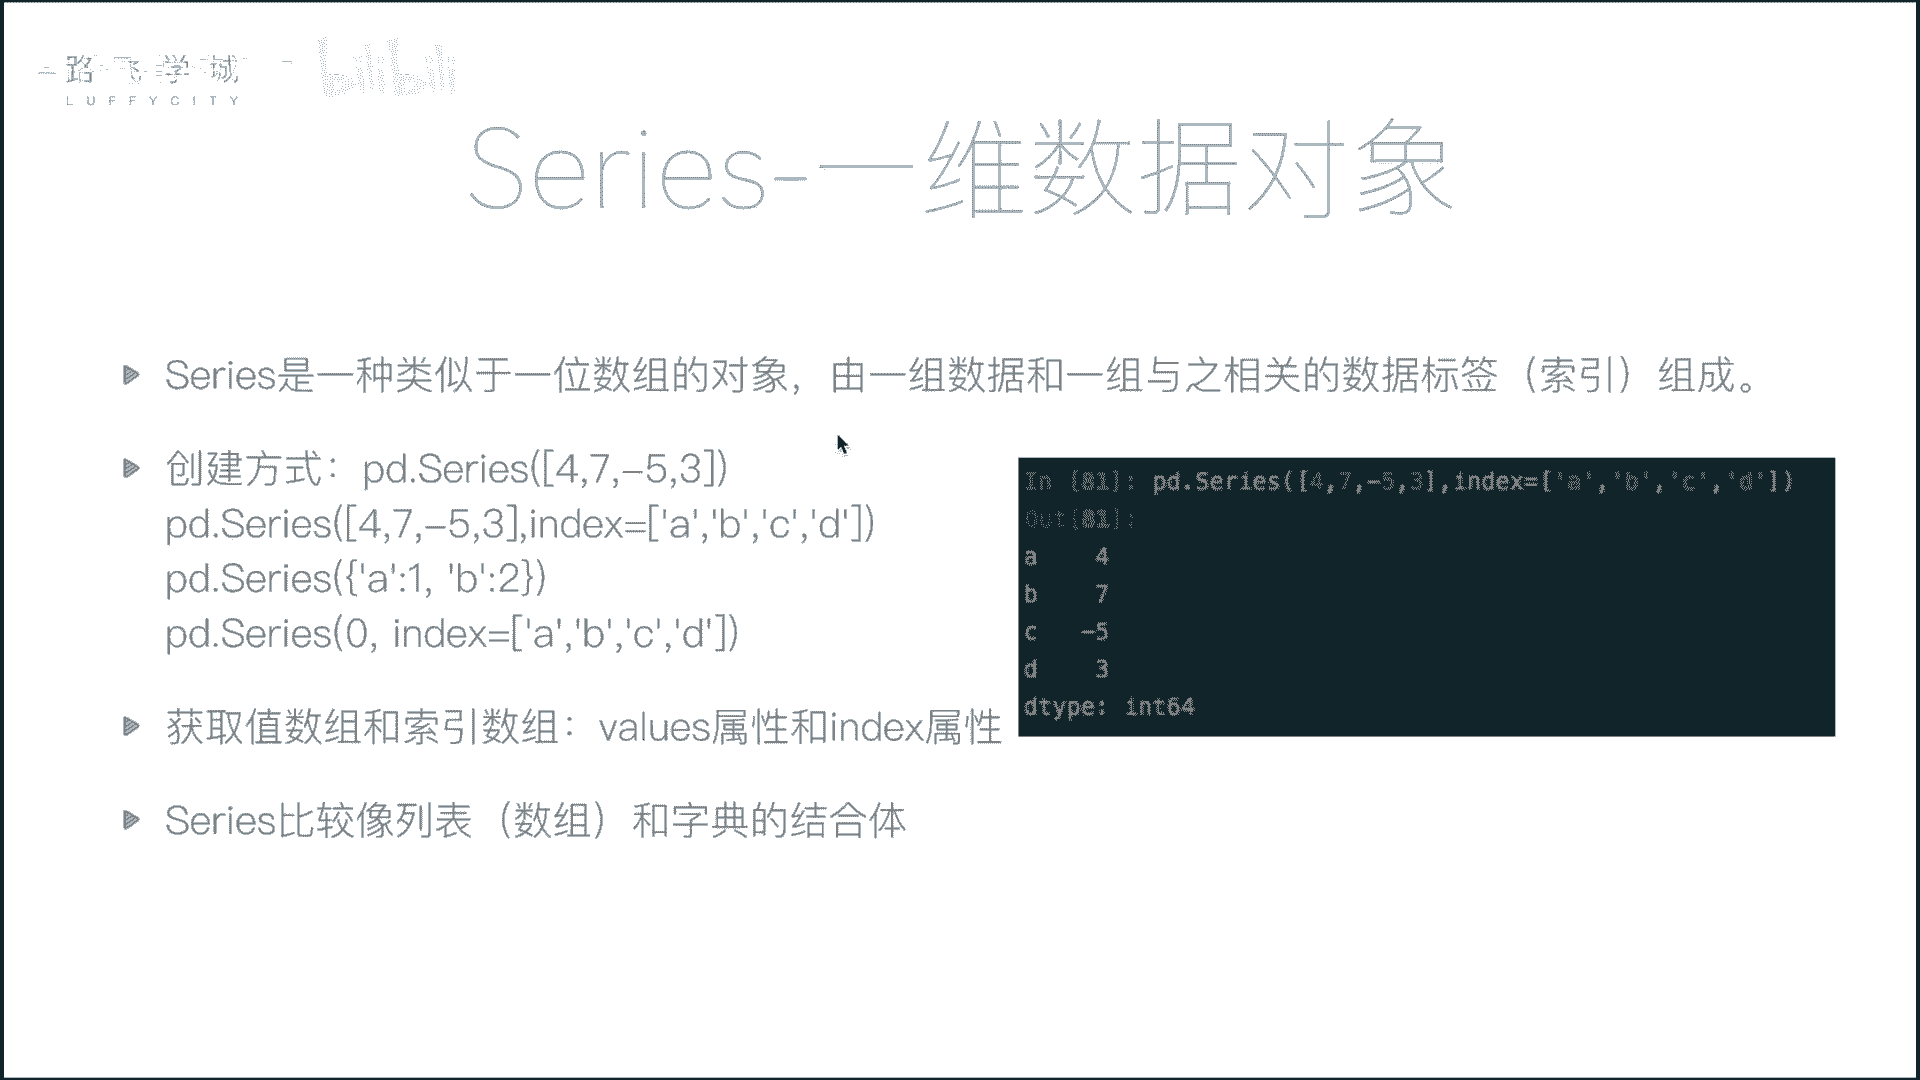 路飞学城
LUFFYCITY
bilibili
Series-一维数据对象
Series是一种类似于一位数组的对象，由一组数据和一组与之相关的数据标签（索引）组成。
创建方式：pd.Series([4,7,-5,3])
pd.Series([4,7,-5,3],index=['a','b','c','d'])
pd.Series({'a':1, 'b':2})
pd.Series(0, index=['a','b','c','d'])
获取值数组和索引数组：values属性和index属性
Series比较像列表（数组）和字典的结合体
In [81]: pd.Series([4,7,-5,3],index=['a','b','c','d'])
Out[81]:
a    4
b    7
c   -5
d    3
dtype: int64